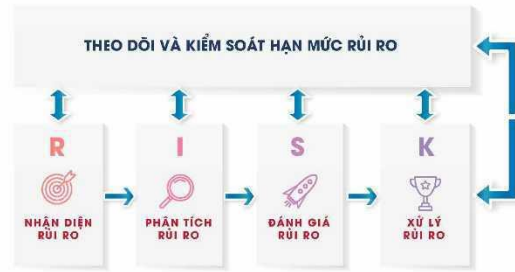 THEO DÕI VÀ KIỂM SOÁT HẠN MỨC RỦI RO
R
I
S
K
NHẬN DIỆN
RỦI RO
PHÂN TÍCH
RỦI RO
ĐÁNH GIÁ
RỦI RO
XỬ LÝ
RỦI RO